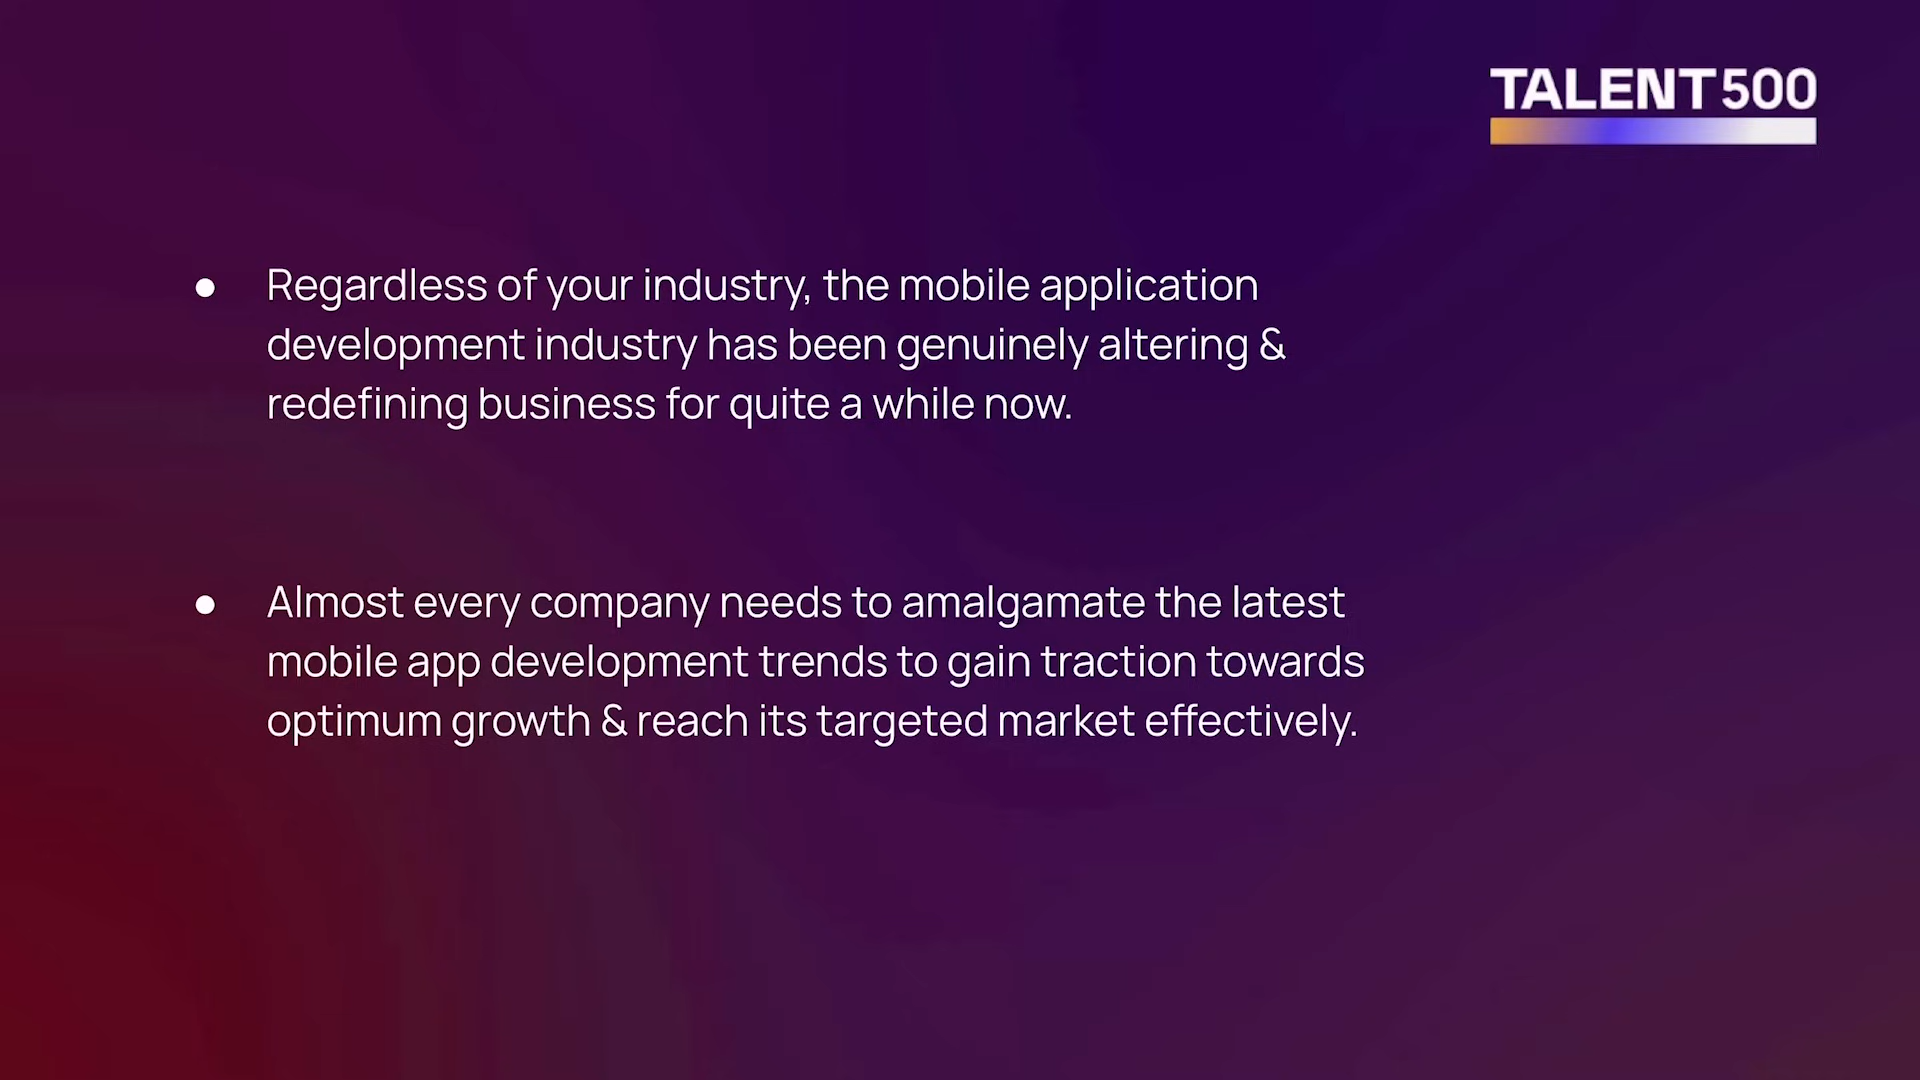 TALENT500
● Regardless of your industry, the mobile application
development industry has been genuinely altering &
redefining business for quite a while now.
● Almost every company needs to amalgamate the latest
mobile app development trends to gain traction towards
optimum growth & reach its targeted market effectively.